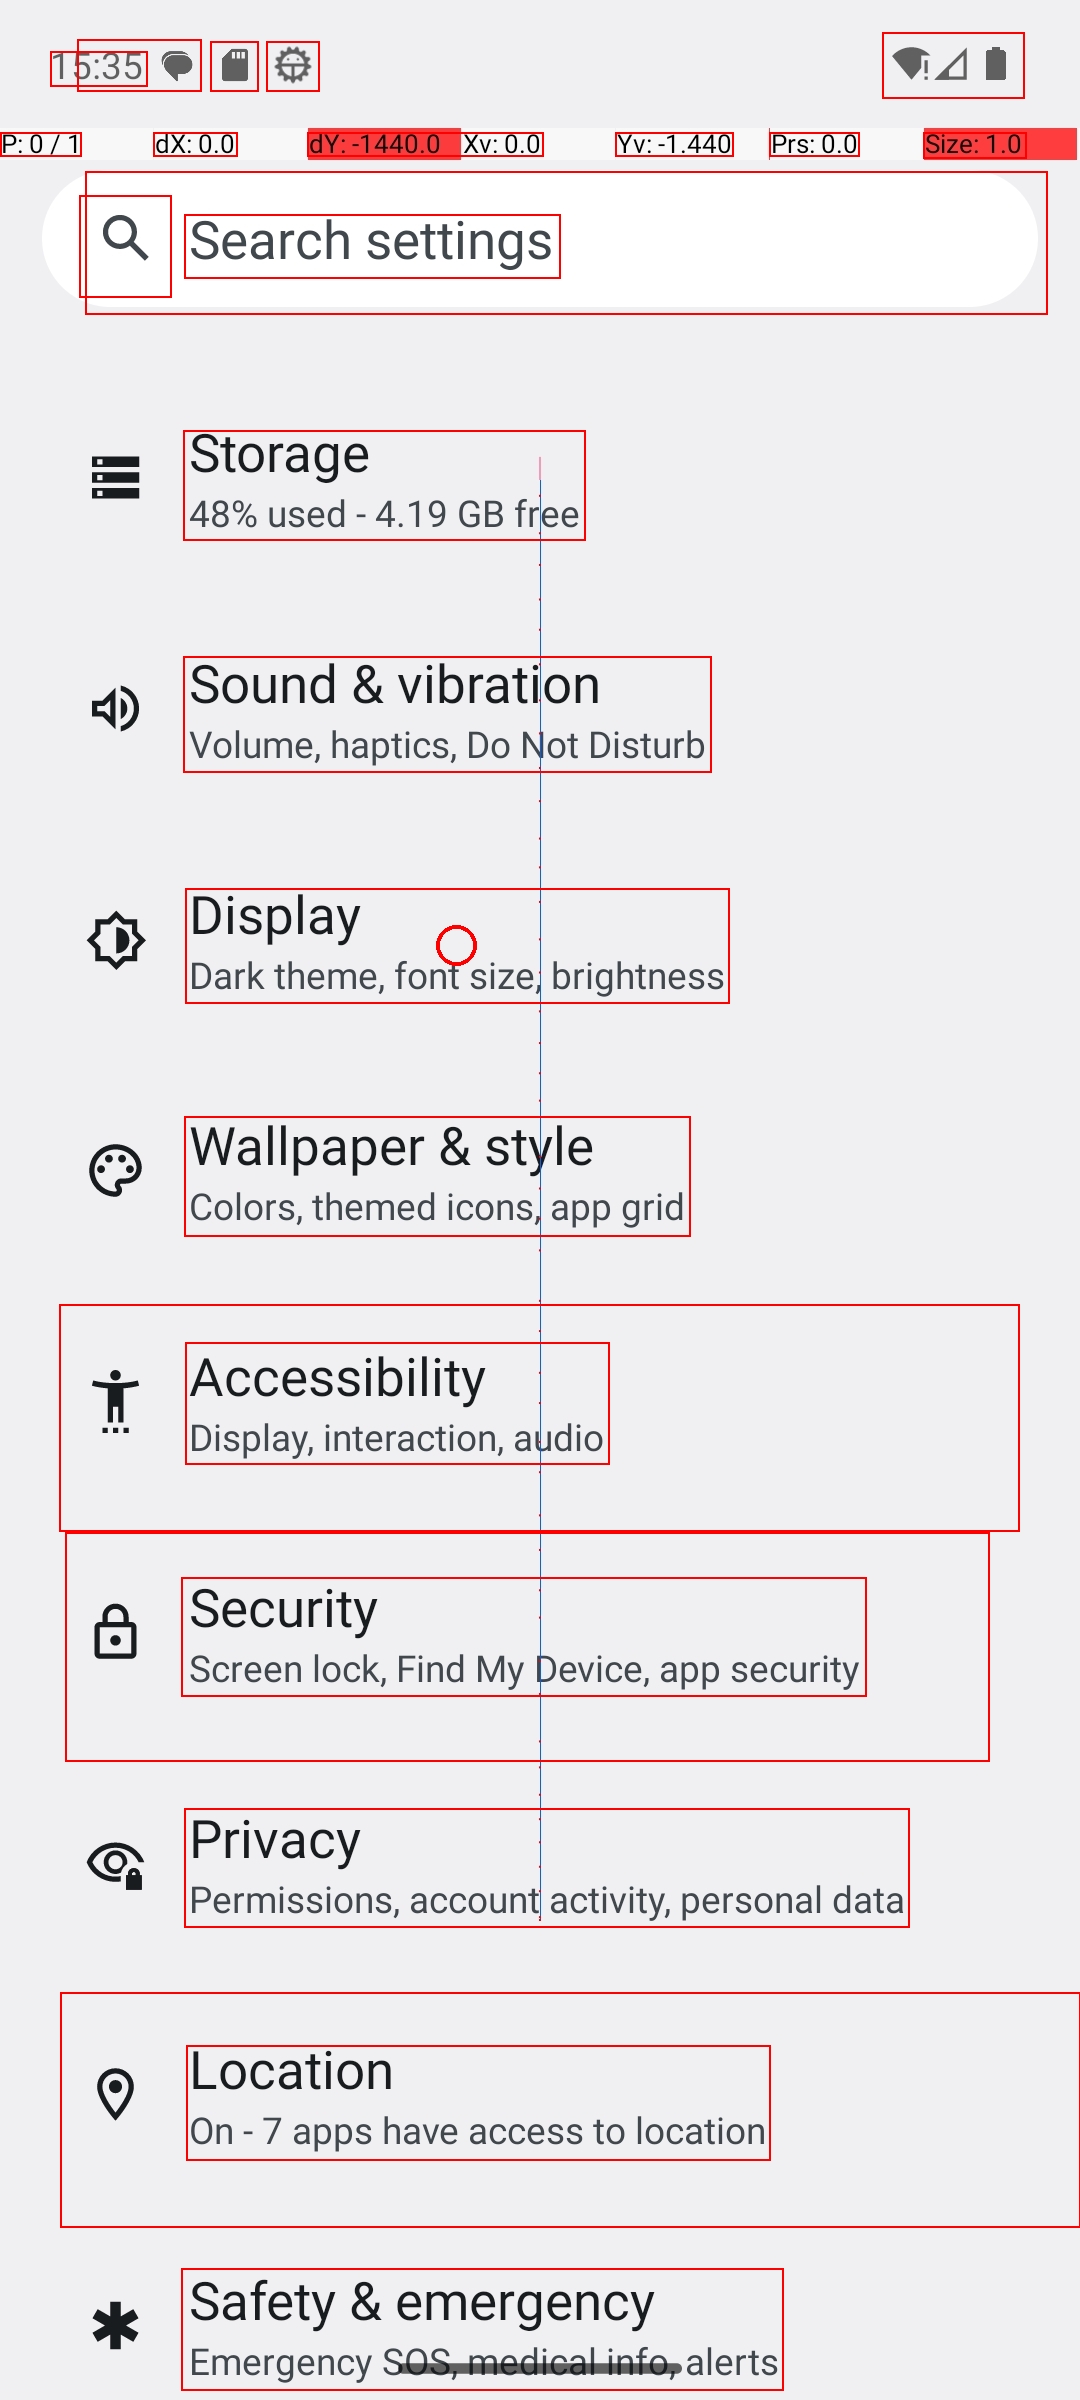 15:35
P: 0 / 1 dX: 0.0 dY: -1440.0 Xv: 0.0 Yv: -1.440 Prs: 0.0 Size: 1.0
Search settings
Storage
48% used - 4.19 GB free
Sound & vibration
Volume, haptics, Do Not Disturb
Display
Dark theme, font size, brightness
Wallpaper & style
Colors, themed icons, app grid
Accessibility
Display, interaction, audio
Security
Screen lock, Find My Device, app security
Privacy
Permissions, account activity, personal data
Location
On - 7 apps have access to location
Safety & emergency
Emergency SOS, medical info, alerts